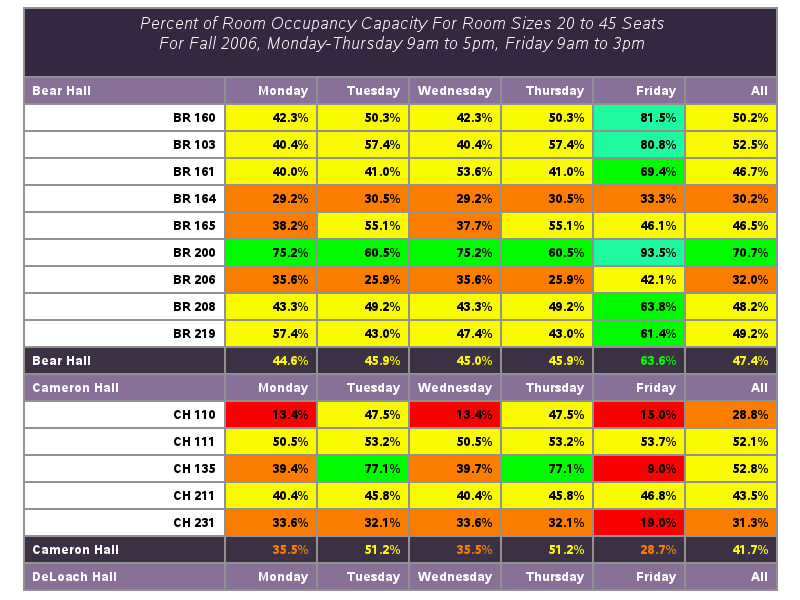 Percent of Room Occupancy Capacity For Room Sizes 20 to 45 Seats
For Fall 2006, Monday-Thursday 9am to 5pm, Friday 9am to 3pm
Bear Hall Monday Tuesday Wednesday Thursday Friday All
BR 160 42.3% 50.3% 42.3% 50.3% 81.5% 50.2%
BR 103 40.4% 57.4% 40.4% 57.4% 80.8% 52.5%
BR 161 40.0% 41.0% 53.6% 41.0% 69.4% 46.7%
BR 164 29.2% 30.5% 29.2% 30.5% 33.3% 30.2%
BR 165 38.2% 55.1% 37.7% 55.1% 46.1% 46.5%
BR 200 75.2% 60.5% 75.2% 60.5% 93.5% 70.7%
BR 206 35.6% 25.9% 35.6% 25.9% 42.1% 32.0%
BR 208 43.3% 49.2% 43.3% 49.2% 63.8% 48.2%
BR 219 57.4% 43.0% 47.4% 43.0% 61.4% 49.2%
Bear Hall 44.6% 45.9% 45.0% 45.9% 63.6% 47.4%
Cameron Hall Monday Tuesday Wednesday Thursday Friday All
CH 110 13.4% 47.5% 13.4% 47.5% 15.0% 28.8%
CH 111 50.5% 53.2% 50.5% 53.2% 53.7% 52.1%
CH 135 39.4% 77.1% 39.7% 77.1% 9.0% 52.8%
CH 211 40.4% 45.8% 40.4% 45.8% 46.8% 43.5%
CH 231 33.6% 32.1% 33.6% 32.1% 19.0% 31.3%
Cameron Hall 35.5% 51.2% 35.5% 51.2% 28.7% 41.7%
DeLoach Hall Monday Tuesday Wednesday Thursday Friday All